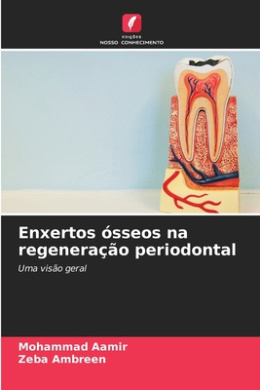 edições
NOSSO CONHECIMENTO
Enxertos ósseos na
regeneração periodontal
Uma visão geral
Mohammad Aamir
Zeba Ambreen